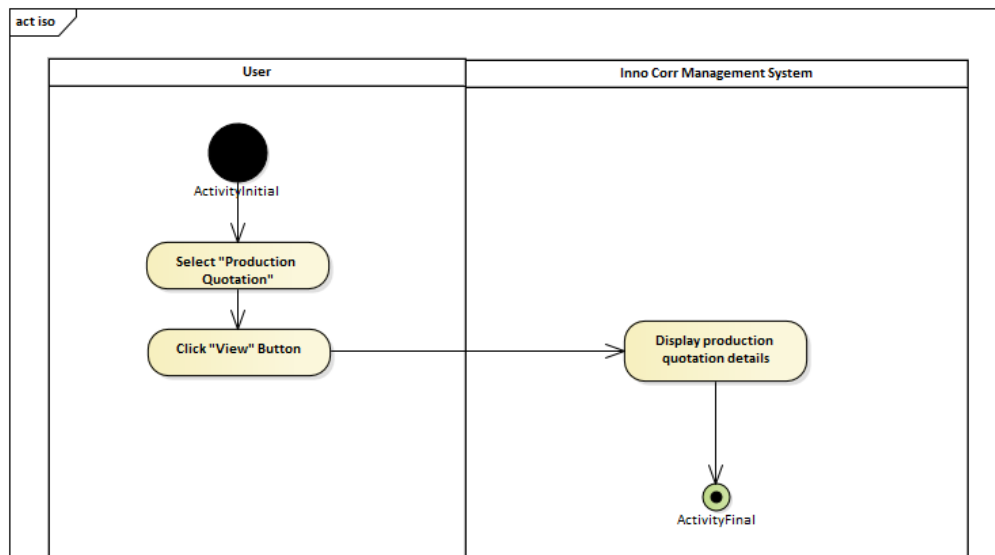 act iso
User
Inno Corr Management System
ActivityInitial
Select "Production
Quotation"
Click "View" Button
Display production
quotation details
ActivityFinal